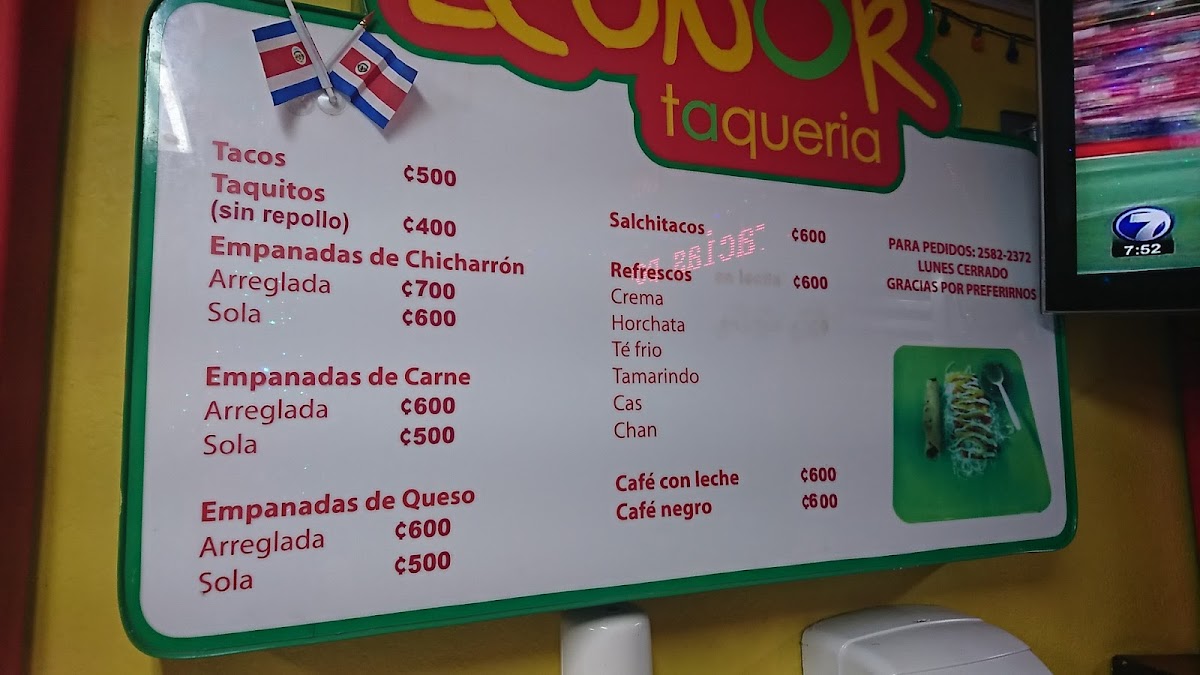 taqueria
Tacos ¢500
Taquitos
(sin repollo) ¢400
Empanadas de Chicharrón
Arreglada ¢700
Sola ¢600
Empanadas de Carne
Arreglada ¢600
Sola ¢500
Empanadas de Queso
Arreglada ¢600
Sola ¢500
Salchitacos ¢600
Refrescos ¢600
Crema
Horchata
Té frio
Tamarindo
Cas
Chan
Café con leche ¢600
Café negro ¢600
PARA PEDIDOS: 2582-2372
LUNES CERRADO
GRACIAS POR PREFERIRNOS
7
7:52